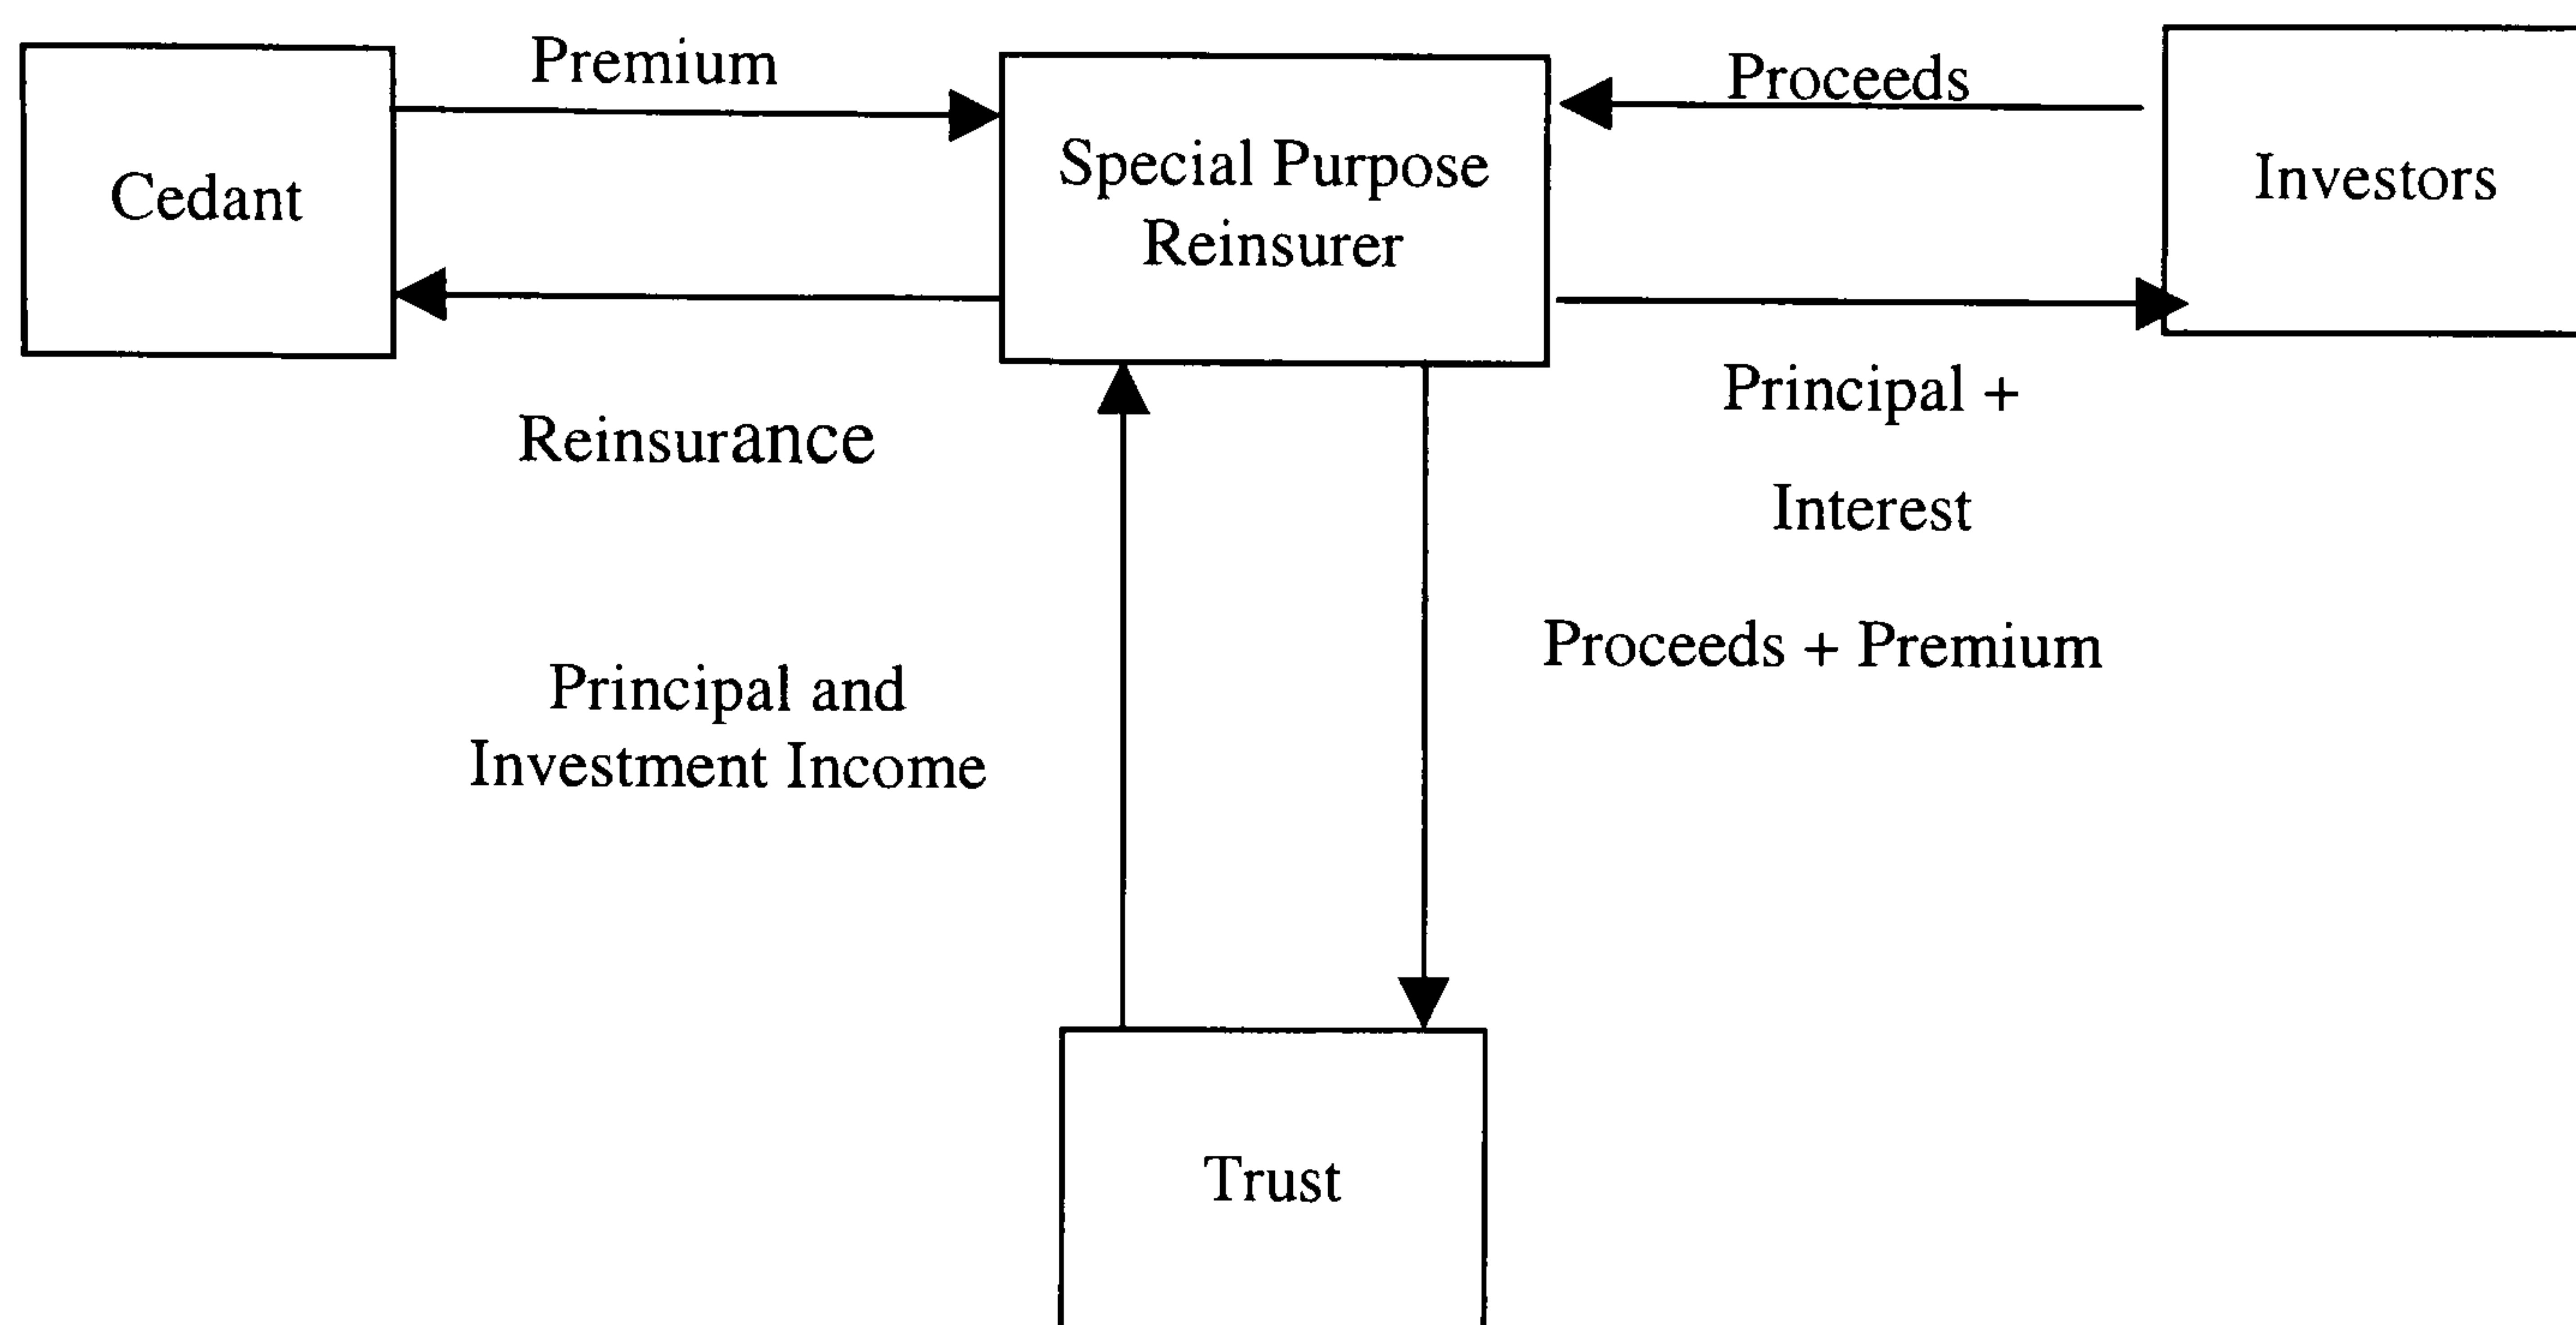 Premium
Proceeds
Cedant
Special Purpose
Reinsurer
Investors
Reinsurance
Principal +
Interest
Principal and
Investment Income
Proceeds + Premium
Trust